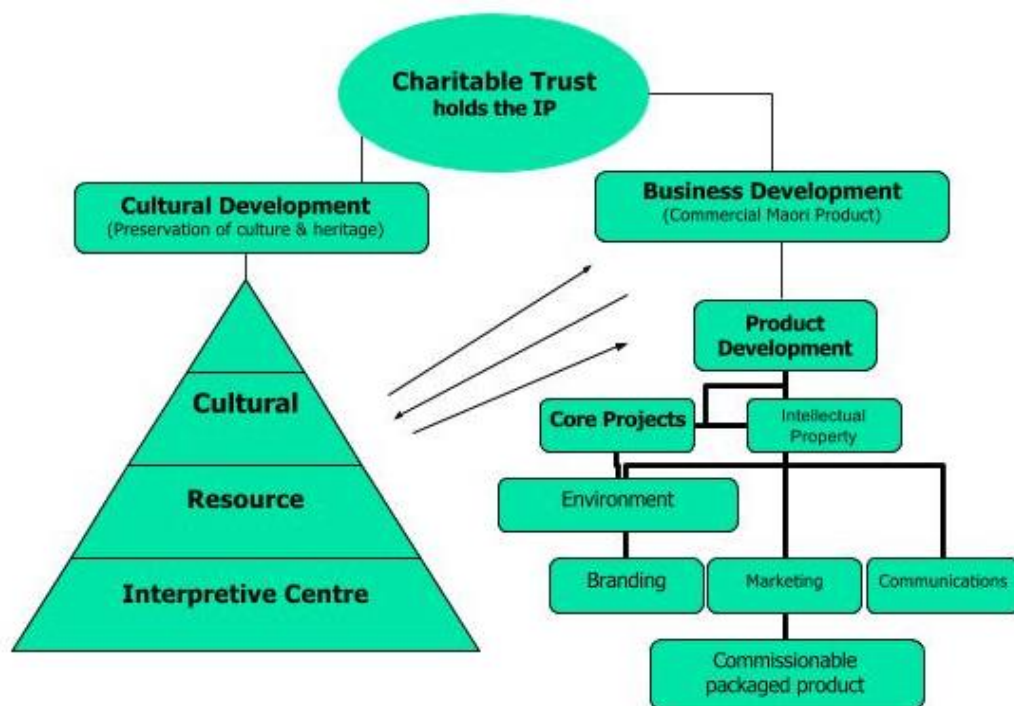 Charitable Trust
holds the IP
Cultural Development
(Preservation of culture & heritage)
Business Development
(Commercial Maori Product)
Cultural
Resource
Interpretive Centre
Product
Development
Core Projects
Intellectual
Property
Environment
Branding
Marketing
Communications
Commissionable
packaged product